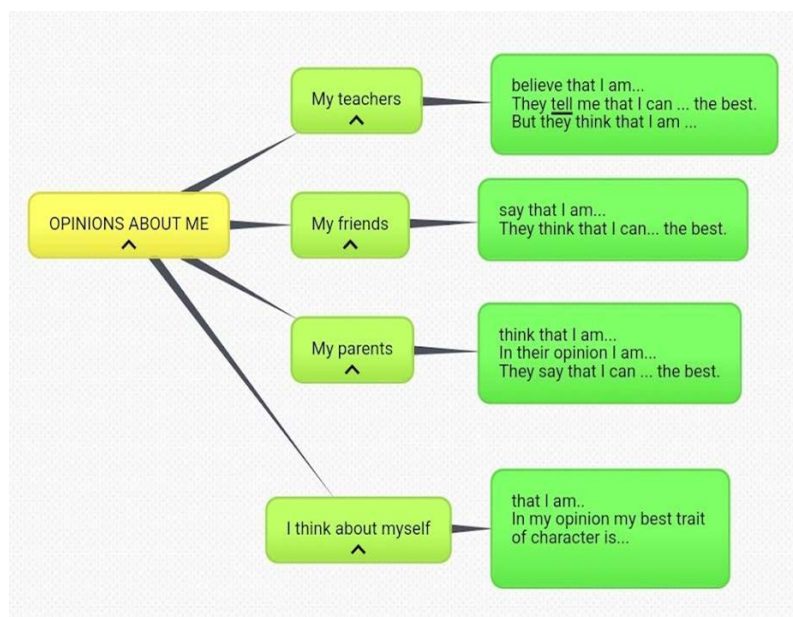 OPINIONS ABOUT ME
My teachers
believe that I am...
They tell me that I can ... the best.
But they think that I am ...
My friends
say that I am...
They think that I can... the best.
My parents
think that I am...
In their opinion I am...
They say that I can ... the best.
I think about myself
that I am..
In my opinion my best trait
of character is...